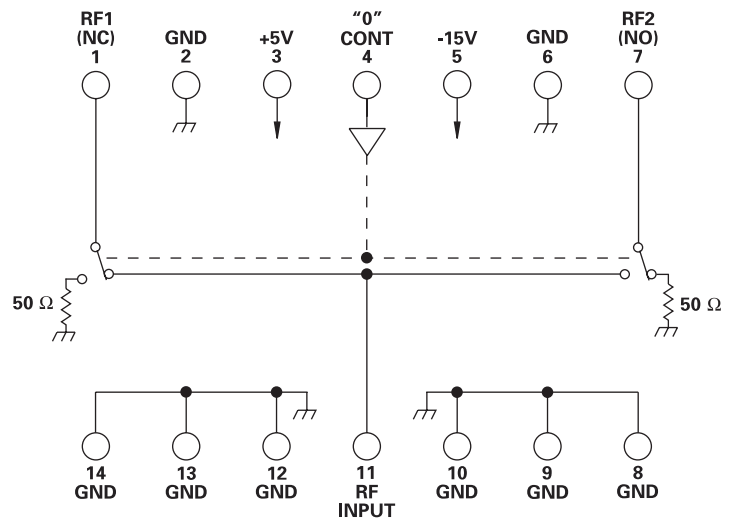 RF1
(NC)
1
GND
2
+5V
3
“0”
CONT
4
-15V
5
GND
6
RF2
(NO)
7
50 Ω
50 Ω
14
GND
13
GND
12
GND
11
RF
INPUT
10
GND
9
GND
8
GND